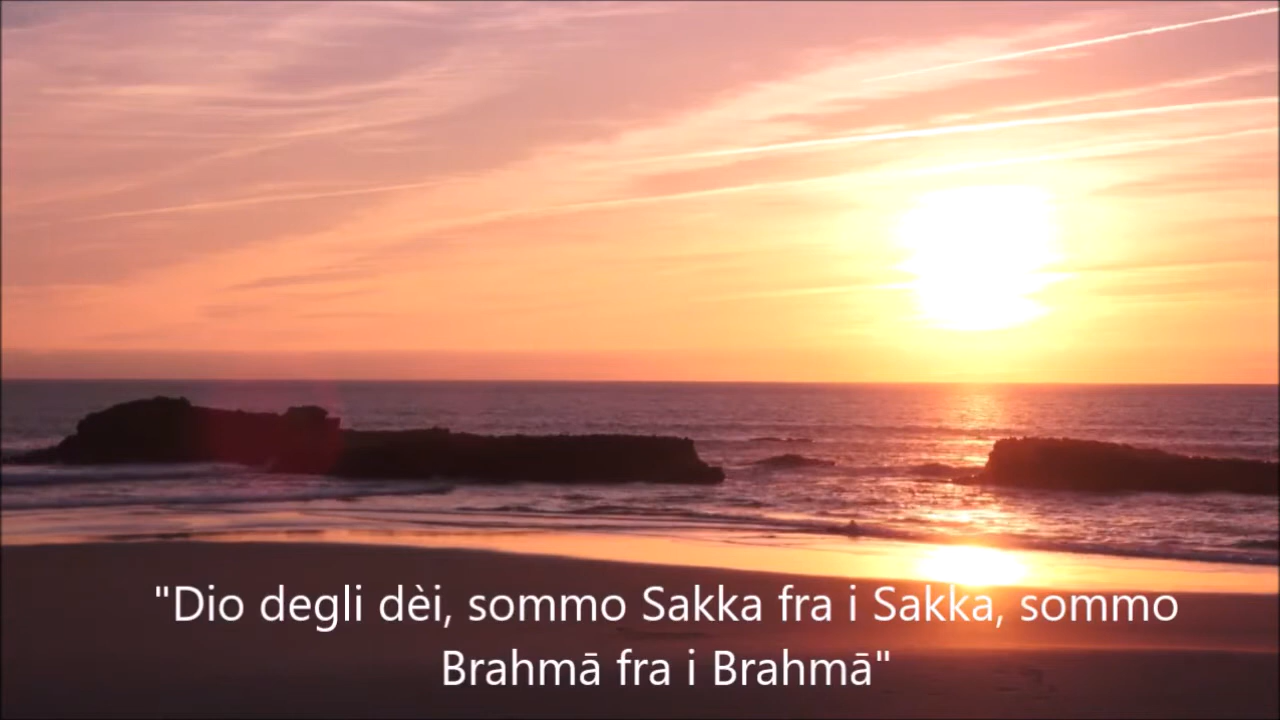 "Dio degli dèi, sommo Sakka fra i Sakka, sommo
Brahmā fra i Brahmā"